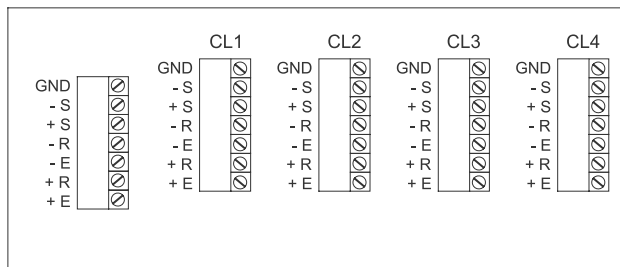 CL1 CL2 CL3 CL4
GND
- S
+ S
- R
- E
+ R
+ E
GND
- S
+ S
- R
- E
+ R
+ E
GND
- S
+ S
- R
- E
+ R
+ E
GND
- S
+ S
- R
- E
+ R
+ E
GND
- S
+ S
- R
- E
+ R
+ E